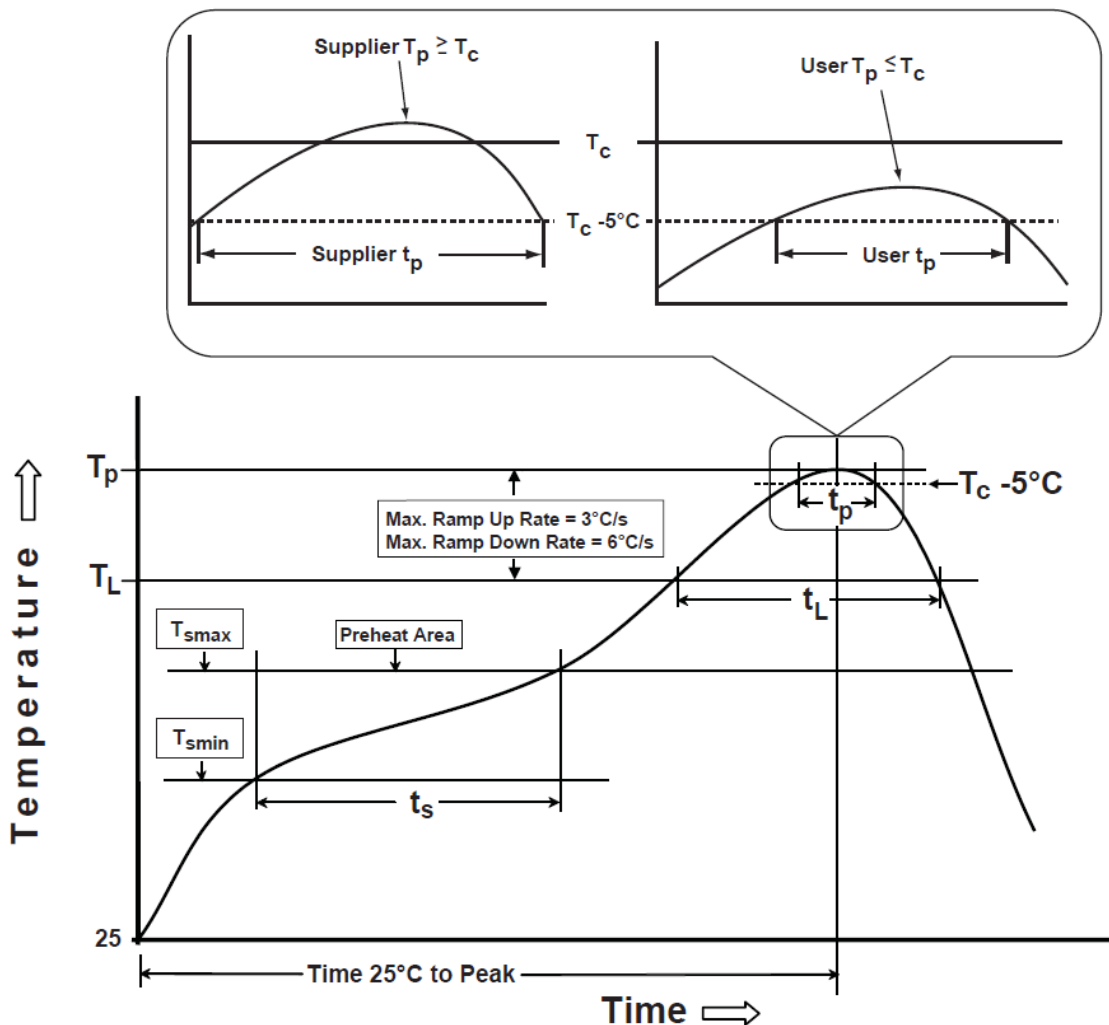 Supplier Tp ≥ Tc
User Tp ≤ Tc
Tc
Tc -5°C
Supplier tp
User tp
Tp
Tc -5°C
tp
Max. Ramp Up Rate = 3°C/s
Max. Ramp Down Rate = 6°C/s
TL
tL
Tsmax
Preheat Area
Tsmin
ts
Temperature
25
Time 25°C to Peak
Time